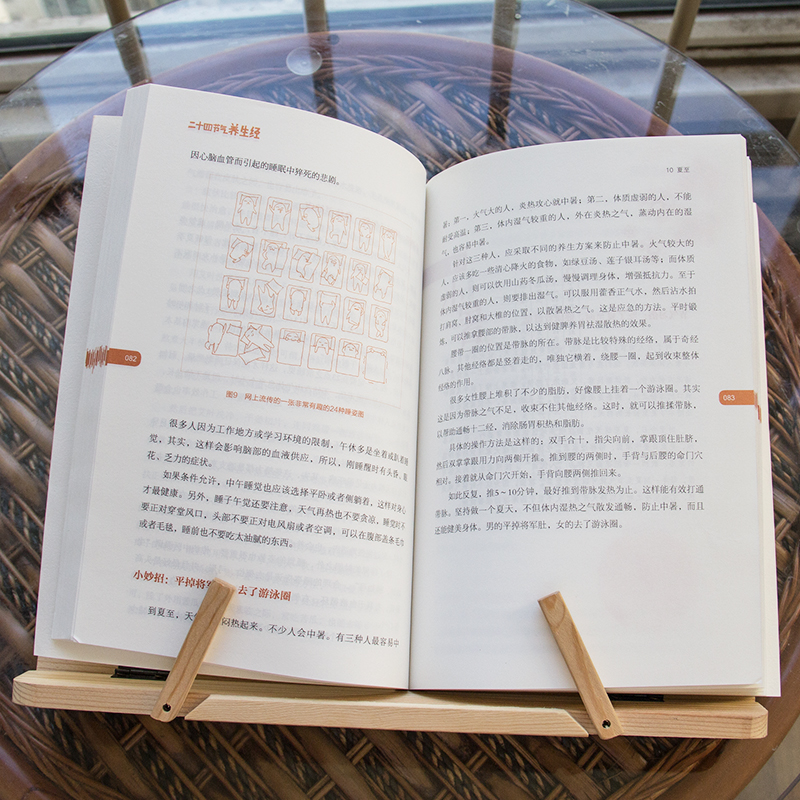 二十四节气养生经
因心脑血管而引起的睡眠中猝死的悲剧。
图9 网上流传的一张非常有趣的24种睡姿图
082
很多人因为工作地方或学习环境的限制，午休多是坐着或趴着睡
觉，其实，这样会影响脑部的血液供应，所以，刚睡醒时有头昏、眼
花、乏力的症状。
如果条件允许，中午睡觉也应该选择平卧或者侧躺着，这样对身心
才最健康。另外，睡子午觉还要注意，天气再热也不要贪凉，睡觉时不
要正对穿堂风口，头部不要正对电风扇或者空调，可以在腹部盖条毛巾
或者毛毯，睡前也不要吃太油腻的东西。
小妙招：平掉将军 去了游泳圈
到夏至，天 闷热起来。不少人会中暑。有三种人最容易中
10 夏至
暑：第一，火气大的人，炎热攻心就中暑；第二，体质虚弱的人，不能
耐受高温；第三，体内湿气较重的人，外在炎热之气，蒸动内在的湿
气，也容易中暑。
针对这三种人，应采取不同的养生方案来防止中暑。火气较大的
人，应该多吃一些清心降火的食物，如绿豆汤、莲子银耳汤等；而体质
虚弱的人，则可以饮用山药冬瓜汤，慢慢调理身体，增强抵抗力。至于
体内湿气较重的人，则要排出湿气。可以服用藿香正气水，然后沾水拍
打肩窝、肘窝和大椎的位置，以散暑热之气。这是应急的方法。平时最
好，可以推拿腰部的带脉，以达到健脾养胃祛湿散热的效果。
腰带一圈的位置是带脉的所在。带脉是比较特殊的经络，属于奇经
八脉。其他经络都是竖着走的，唯独它横着，绕腰一圈，起到收束整体
经络的作用。
很多女性腰上堆积了不少的脂肪，好像腰上挂着一个游泳圈。其实
这是因为带脉之气不足，收束不住其他经络。这时，就可以推揉带脉，
以帮助通畅十二经，消除肠胃积热和脂肪。
具体的操作方法是这样的：双手合十，指尖向前，掌跟顶住肚脐，
然后双掌掌跟用力向两侧开推。推到腰的两侧时，手背与后腰的命门穴
相对。接着就从命门穴开始，手背向腰两侧推回来。
如此反复，推5～10分钟，最好推到带脉发热为止。这样能有效打通
带脉。坚持做一个夏天，不但体内湿热之气散发通畅，防止中暑，而且
还能健美身体。男的平掉将军肚，女的去了游泳圈。
083